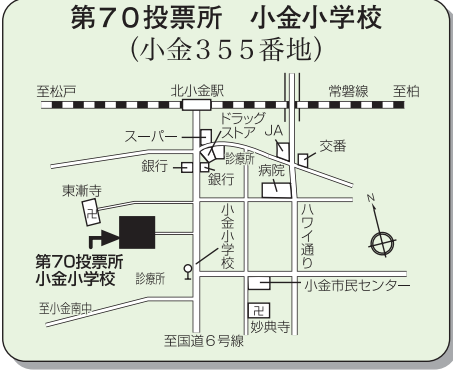 第70投票所　小金小学校
（小金３５５番地）
至松戸
北小金駅
常磐線
至柏
ドラッグ
ストア
スーパー
JA
交番
診療所
銀行
銀行
病院
東漸寺
卍
小金小学校
ハワイ通り
N
第70投票所
小金小学校
診療所
小金市民センター
至小金南中
卍
妙典寺
至国道６号線